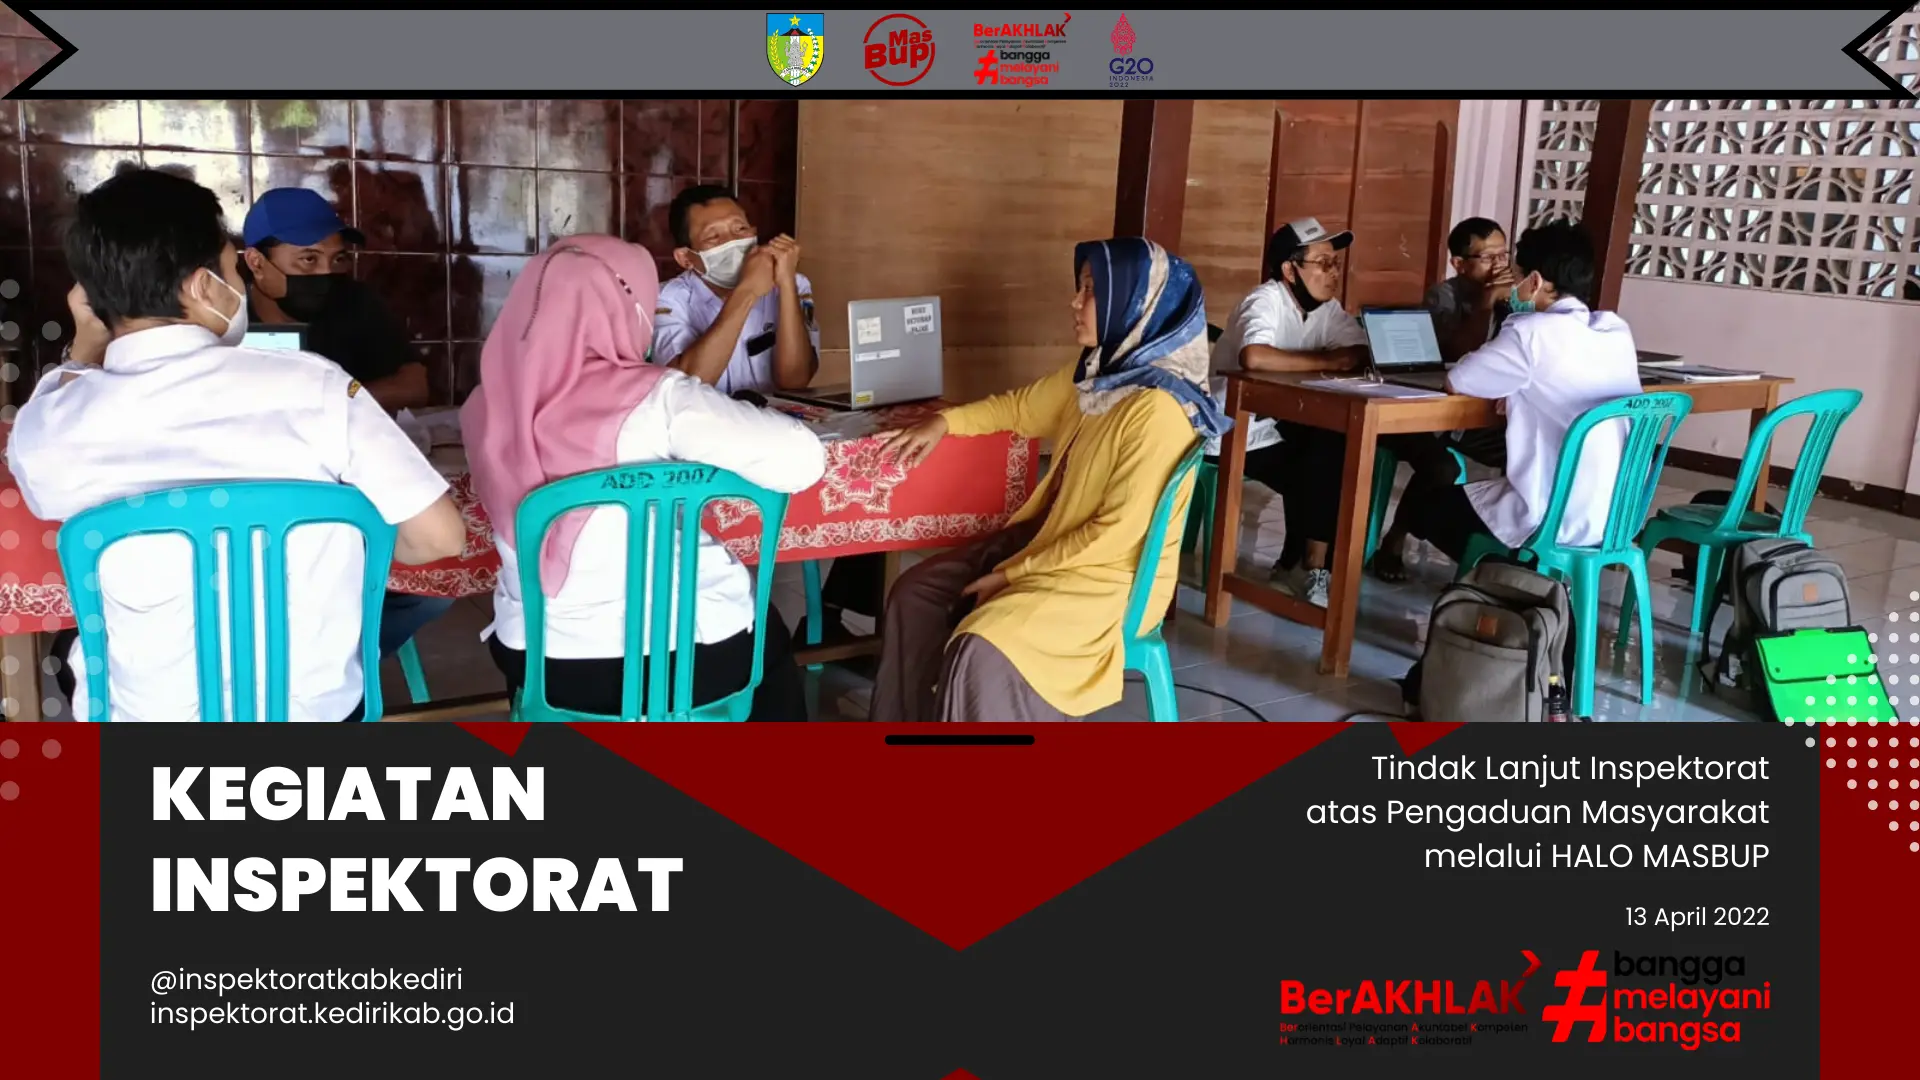 Mas
Bup
BerAKHLAK
bangga
melayani
bangsa
G20
INDONESIA
2022
ADD 2007
ADD 2007
KEGIATAN
INSPEKTORAT
@inspektoratkabkediri
inspektorat.kedirikab.go.id
Tindak Lanjut Inspektorat
atas Pengaduan Masyarakat
melalui HALO MASBUP
13 April 2022
BerAKHLAK
Berorientasi Pelayanan Akuntabel Kompeten
Harmonis Loyal Adaptif Kolaboratif
#bangga
melayani
bangsa